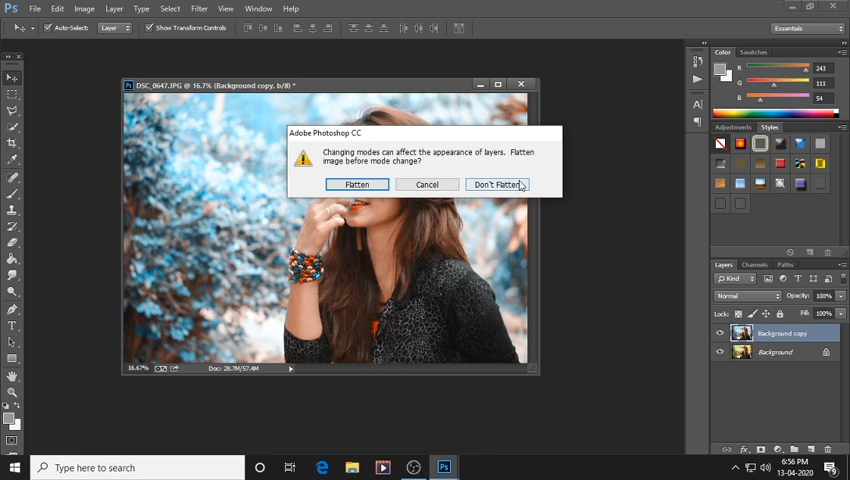 Ps File Edit Image Layer Type Select Filter View Window Help
Auto-Select: Layer Show Transform Controls Essentials
DSC_0647.JPG @ 16.7% (Background copy, b/8) *
Adobe Photoshop CC
Changing modes can affect the appearance of layers. Flatten
image before mode change?
Flatten Cancel Don't Flatten
16.67% Doc: 28.7M/57.4M
Color Swatches
R 243
G 111
B 54
Adjustments Styles
Layers Channels Paths
Kind
Normal Opacity: 100%
Lock: Fill: 100%
Background copy
Background
Type here to search
Ps
6:56 PM
13-04-2020